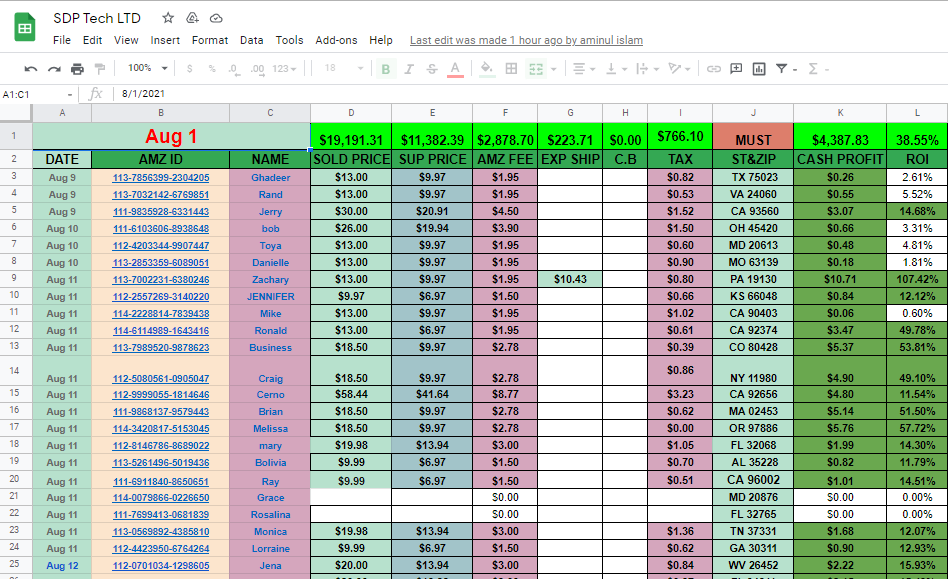 SDP Tech LTD
File Edit View Insert Format Data Tools Add-ons Help Last edit was made 1 hour ago by aminul islam
100% $ % .0 .00 123 18 B I S A
A1:C1 fx 8/1/2021
A B C D E F G H I J K L
1 Aug 1 $19,191.31 $11,382.39 $2,878.70 $223.71 $0.00 $766.10 MUST $4,387.83 38.55%
2 DATE AMZ ID NAME SOLD PRICE SUP PRICE AMZ FEE EXP SHIP C.B TAX ST&ZIP CASH PROFIT ROI
3 Aug 9 113-7856399-2304205 Ghadeer $13.00 $9.97 $1.95 $0.82 TX 75023 $0.26 2.61%
4 Aug 9 113-7032142-6769851 Rand $13.00 $9.97 $1.95 $0.53 VA 24060 $0.55 5.52%
5 Aug 9 111-9835928-6331443 Jerry $30.00 $20.91 $4.50 $1.52 CA 93560 $3.07 14.68%
6 Aug 10 111-6103606-8938648 bob $26.00 $19.94 $3.90 $1.50 OH 45420 $0.66 3.31%
7 Aug 10 112-4203344-9907447 Toya $13.00 $9.97 $1.95 $0.60 MD 20613 $0.48 4.81%
8 Aug 10 113-2853359-6089051 Danielle $13.00 $9.97 $1.95 $0.90 MO 63139 $0.18 1.81%
9 Aug 11 113-7002231-6380246 Zachary $13.00 $9.97 $1.95 $10.43 $0.80 PA 19130 $10.71 107.42%
10 Aug 11 112-2557269-3140220 JENNIFER $9.97 $6.97 $1.50 $0.66 KS 66048 $0.84 12.12%
11 Aug 11 114-2228814-7839438 Mike $13.00 $9.97 $1.95 $1.02 CA 90403 $0.06 0.60%
12 Aug 11 114-6114989-1643416 Ronald $13.00 $6.97 $1.95 $0.61 CA 92374 $3.47 49.78%
13 Aug 11 113-7989520-9878623 Business $18.50 $9.97 $2.78 $0.39 CO 80428 $5.37 53.81%
14 Aug 11 112-5080561-0905047 Craig $18.50 $9.97 $2.78 $0.86 NY 11980 $4.90 49.10%
15 Aug 11 112-9999055-1814646 Cerno $58.44 $41.64 $8.77 $3.23 CA 92656 $4.80 11.54%
16 Aug 11 111-9868137-9579443 Brian $18.50 $9.97 $2.78 $0.62 MA 02453 $5.14 51.50%
17 Aug 11 114-3420817-5153045 Melissa $18.50 $9.97 $2.78 $0.00 OR 97886 $5.76 57.72%
18 Aug 11 112-8146786-8689022 mary $19.98 $13.94 $3.00 $1.05 FL 32068 $1.99 14.30%
19 Aug 11 113-5261496-5019436 Bolivia $9.99 $6.97 $1.50 $0.70 AL 35228 $0.82 11.79%
20 Aug 11 111-6911840-8650651 Ray $9.99 $6.97 $1.50 $0.51 CA 96002 $1.01 14.51%
21 Aug 11 114-0079866-0226650 Grace $0.00 MD 20876 $0.00 0.00%
22 Aug 11 111-7699413-0681839 Rosalina $0.00 FL 32765 $0.00 0.00%
23 Aug 11 113-0569892-4385810 Monica $19.98 $13.94 $3.00 $1.36 TN 37331 $1.68 12.07%
24 Aug 11 112-4423950-6764264 Lorraine $9.99 $6.97 $1.50 $0.62 GA 30311 $0.90 12.93%
25 Aug 12 112-0701034-1298605 Jena $20.00 $13.94 $3.00 $0.84 WV 26452 $2.22 15.93%